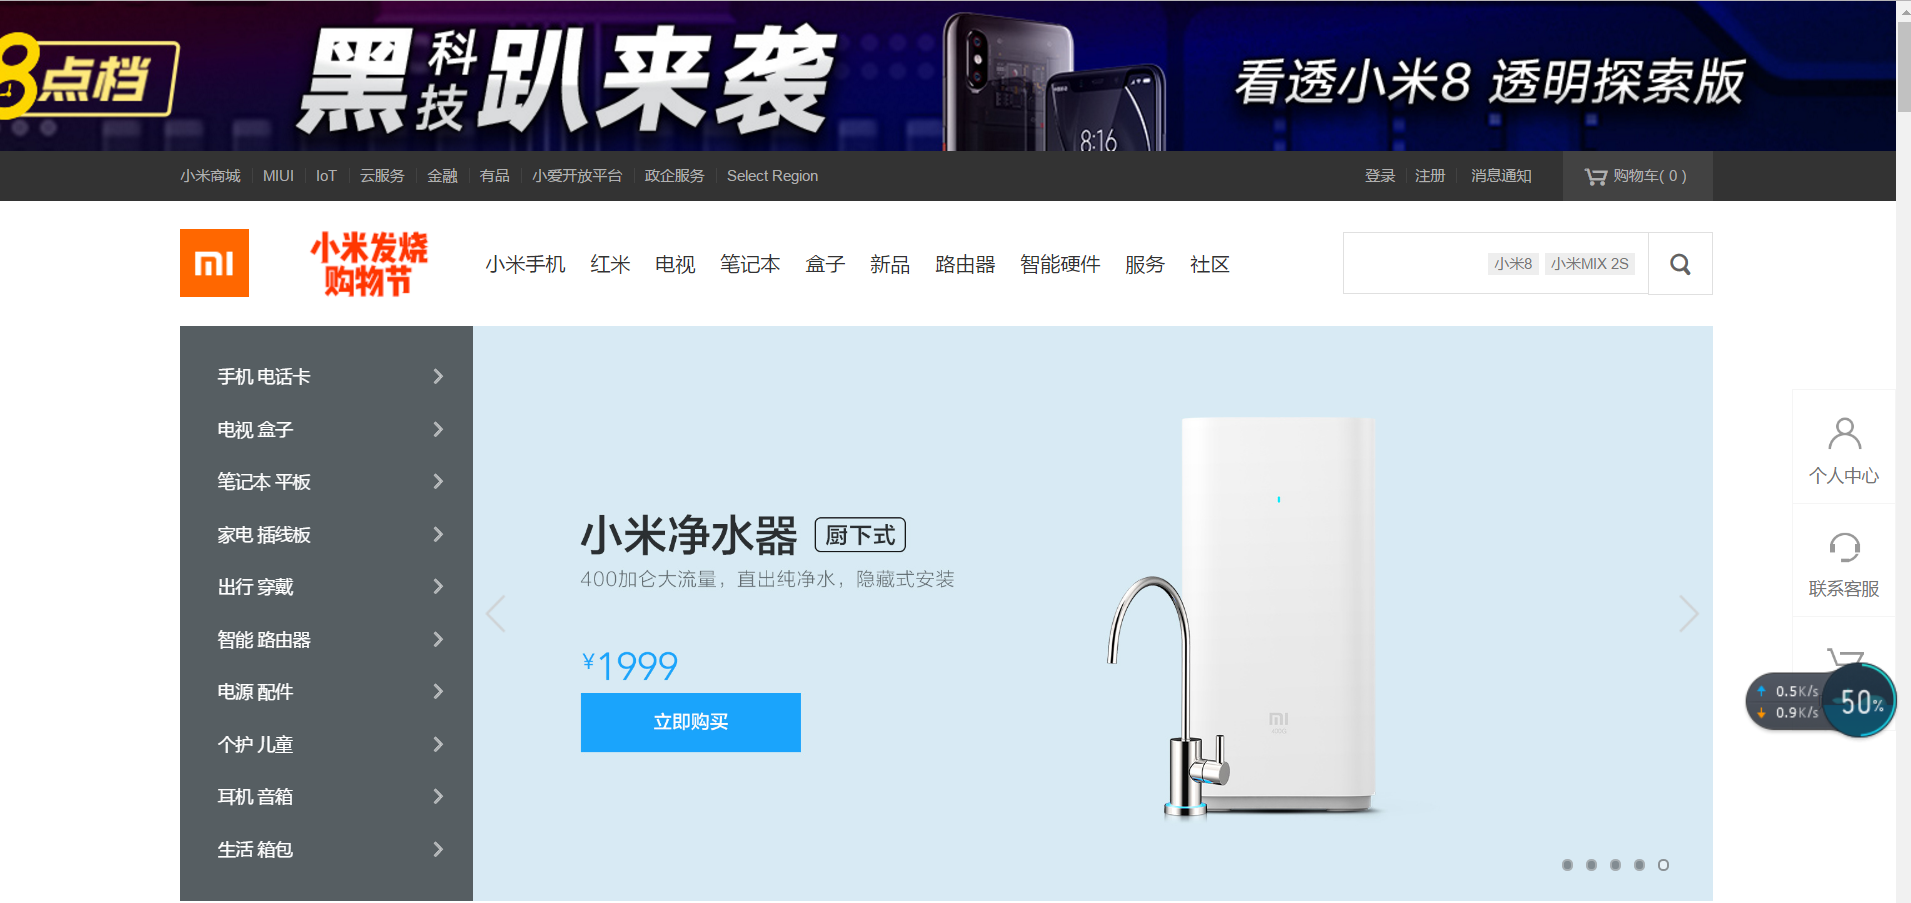 8点档
黑科技趴来袭
8:16
看透小米8 透明探索版
小米商城 MIUI IoT 云服务 金融 有品 小爱开放平台 政企服务 Select Region
登录 注册 消息通知 购物车( 0 )
小米发烧
购物节
小米手机 红米 电视 笔记本 盒子 新品 路由器 智能硬件 服务 社区
小米8 小米MIX 2S
手机 电话卡
电视 盒子
笔记本 平板
家电 插线板
出行 穿戴
智能 路由器
电源 配件
个护 儿童
耳机 音箱
生活 箱包
小米净水器 厨下式
400加仑大流量，直出纯净水，隐藏式安装
¥1999
立即购买
个人中心
联系客服
0.5K/s
0.9K/s
50%